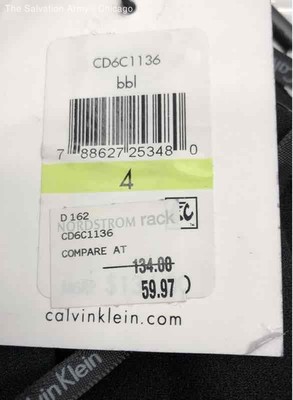 The Salvation Army - Chicago
CD6C1136
bbl
7 88627 25348 0
4
D 162
NORDSTROM rack
CD6C1136
COMPARE AT
134.00
59.97
calvinklein.com
Calvin Klein